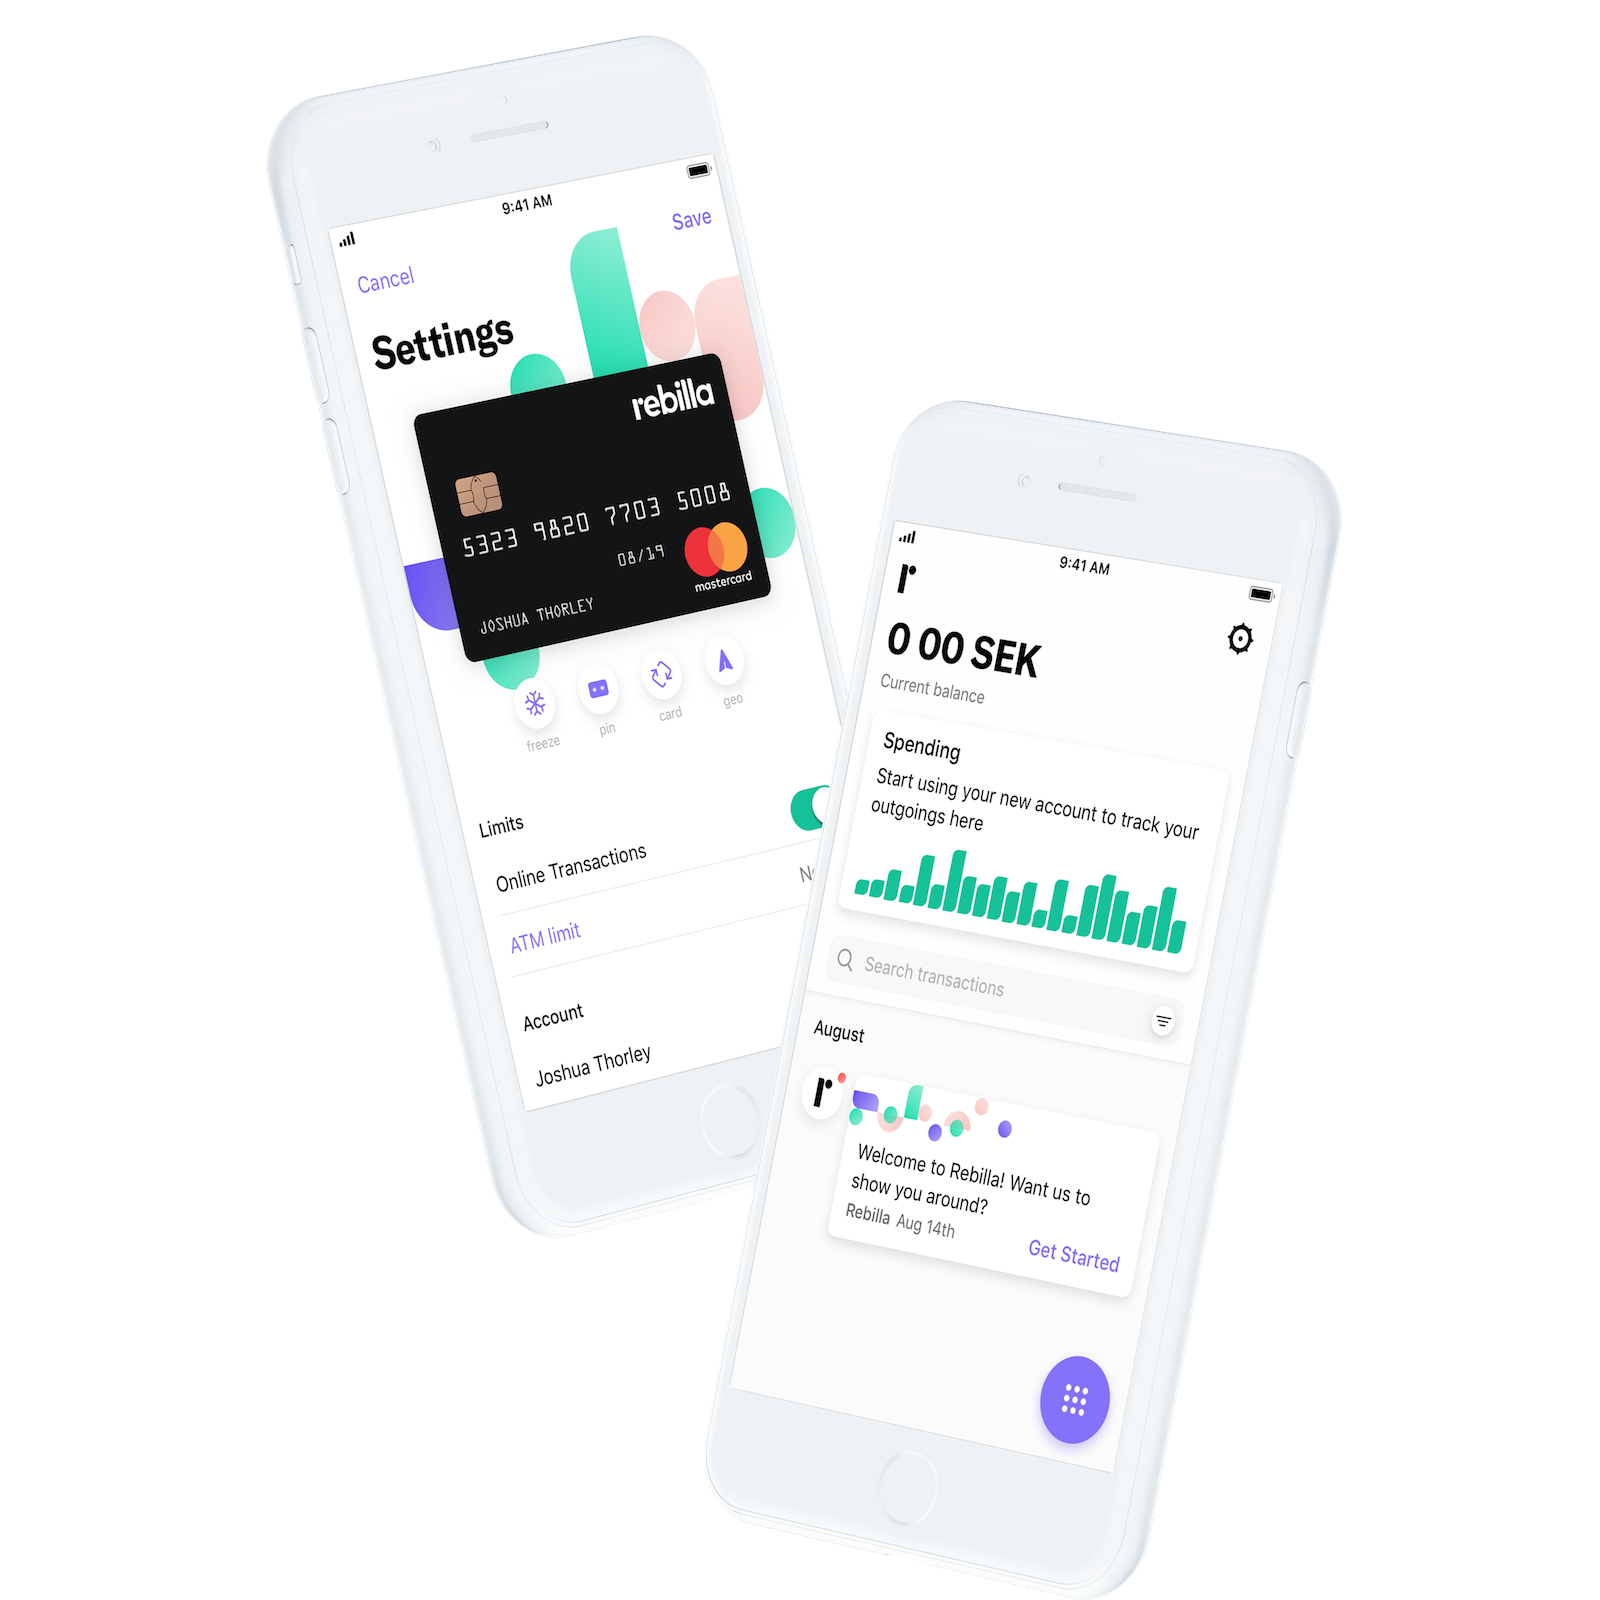 9:41 AM
Cancel
Save
Settings
rebilla
5323 9820 7703 5008
08/19
mastercard
JOSHUA THORLEY
freeze
pin
card
geo
Limits
Online Transactions
ATM limit
Account
Joshua Thorley
9:41 AM
r
0 00 SEK
Current balance
Spending
Start using your new account to track your
outgoings here
Search transactions
August
r
Welcome to Rebilla! Want us to
show you around?
Rebilla Aug 14th
Get Started